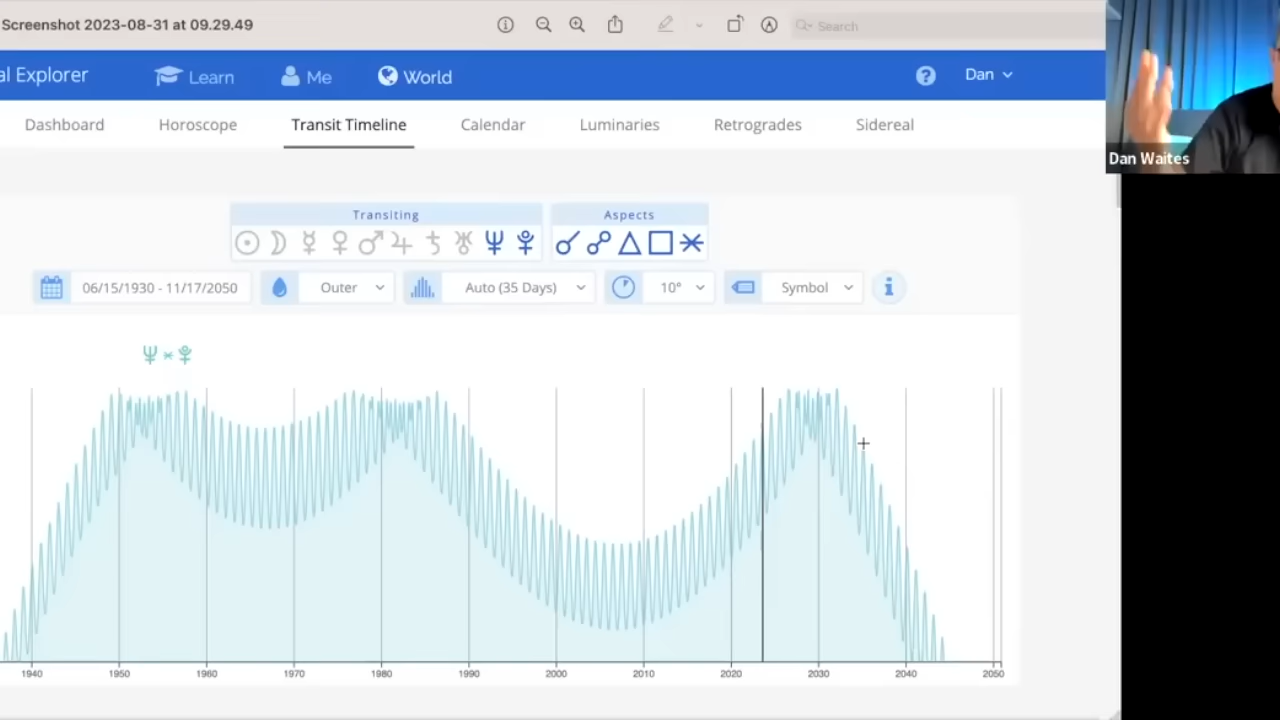 Screenshot 2023-08-31 at 09.29.49
Search
al Explorer
Learn
Me
World
?
Dan
Dashboard
Horoscope
Transit Timeline
Calendar
Luminaries
Retrogrades
Sidereal
Dan Waites
Transiting
Aspects
☉ ☽ ☿ ♀ ♂ ♃ ♄ ♅ ♆ ⯓
☌ ☍ △ □ ⚹
06/15/1930 - 11/17/2050
Outer
Auto (35 Days)
10°
Symbol
i
♆ ⚹ ⯓
1940 1950 1960 1970 1980 1990 2000 2010 2020 2030 2040 2050